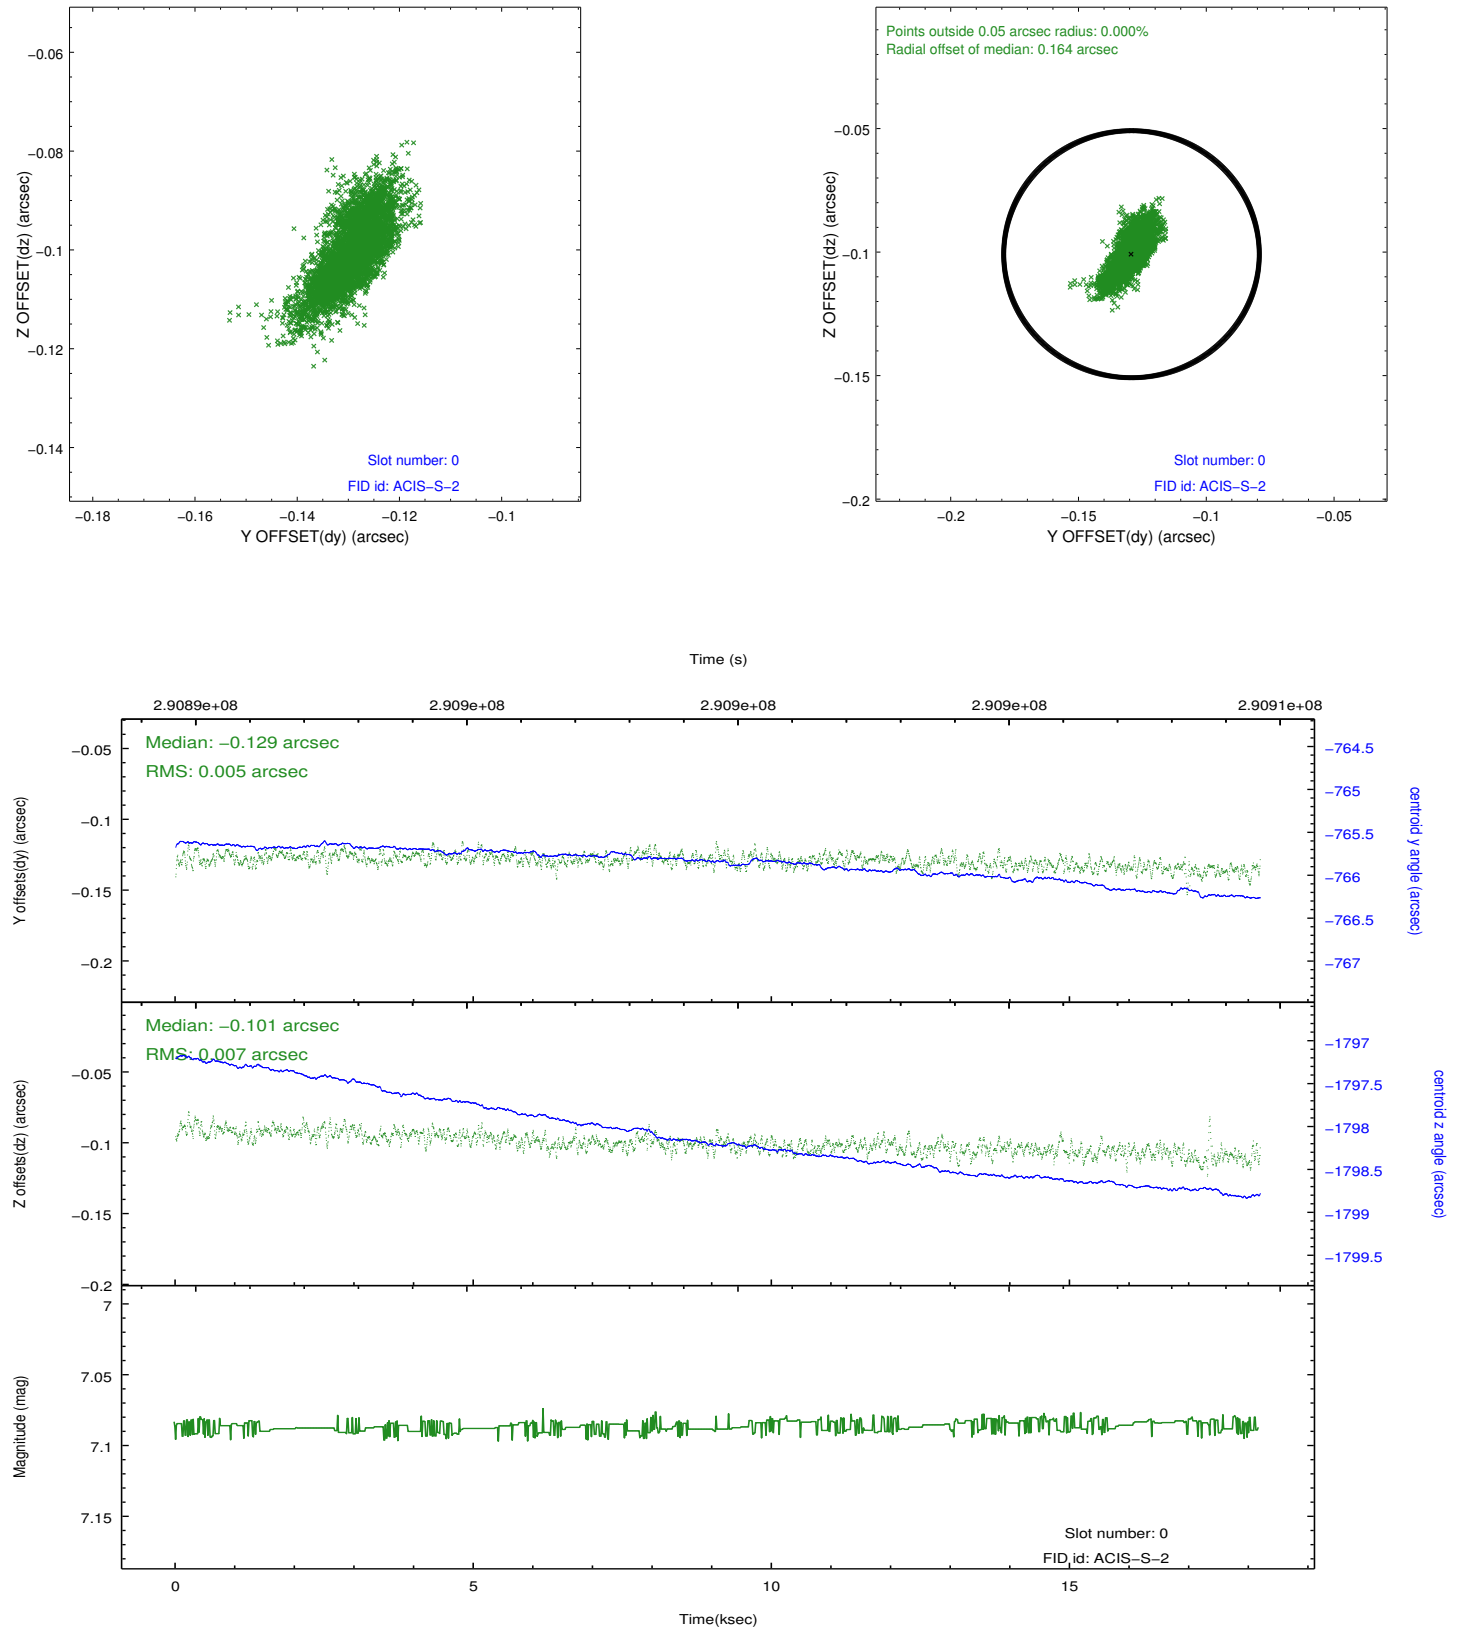 −0.06
−0.08
−0.1
−0.12
−0.14
Z OFFSET(dz) (arcsec)
Slot number: 0
FID id: ACIS−S−2
−0.18
−0.16
−0.14
−0.12
−0.1
Y OFFSET(dy) (arcsec)
Points outside 0.05 arcsec radius: 0.000%
Radial offset of median: 0.164 arcsec
−0.05
−0.1
−0.15
−0.2
Z OFFSET(dz) (arcsec)
Slot number: 0
FID id: ACIS−S−2
−0.2
−0.15
−0.1
−0.05
Y OFFSET(dy) (arcsec)
Time (s)
2.9089e+08
2.909e+08
2.909e+08
2.909e+08
2.9091e+08
Median: −0.129 arcsec
RMS: 0.005 arcsec
−0.05
−0.1
−0.15
−0.2
Y offsets(dy) (arcsec)
−764.5
−765
−765.5
−766
−766.5
−767
centroid y angle (arcsec)
Median: −0.101 arcsec
RMS: 0.007 arcsec
−0.05
−0.1
−0.15
−0.2
Z offsets(dz) (arcsec)
−1797
−1797.5
−1798
−1798.5
−1799
−1799.5
centroid z angle (arcsec)
7
7.05
7.1
7.15
Magnitude (mag)
Slot number: 0
FID id: ACIS−S−2
0
5
10
15
Time(ksec)